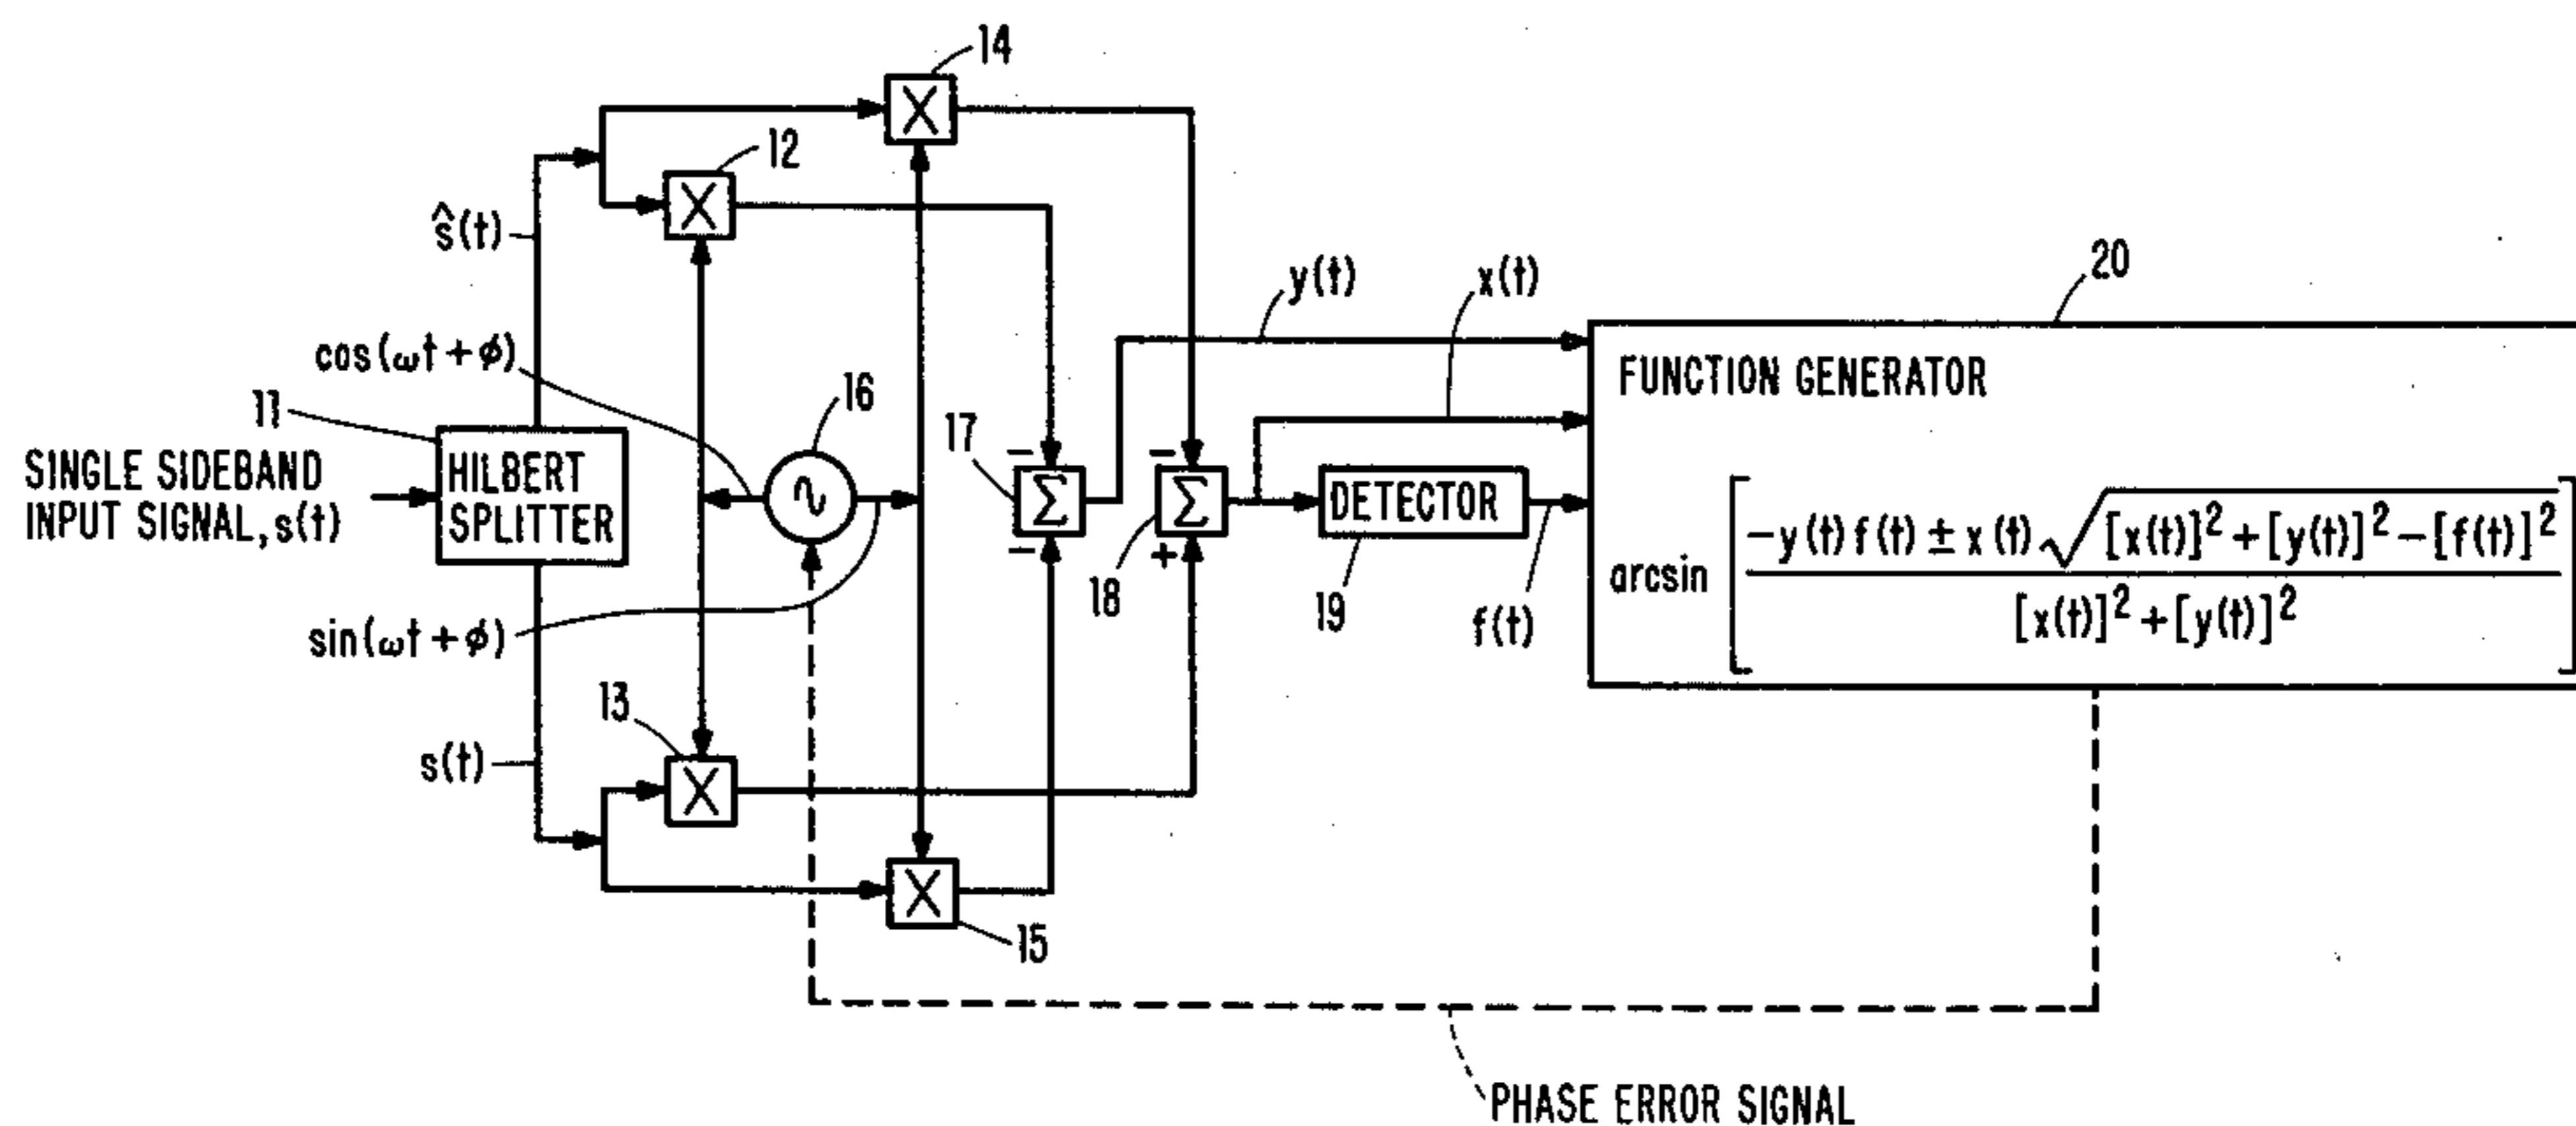 14
X
12
X
ŝ(t)
20
y(t)
x(t)
cos(ωt + ϕ)
FUNCTION GENERATOR
11
16
17
SINGLE SIDEBAND
INPUT SIGNAL, s(t)
HILBERT
SPLITTER
∿
−
Σ
−
−
Σ
+
18
DETECTOR
19
f(t)
arcsin [ −y(t) f(t) ± x(t) √[x(t)]² + [y(t)]² − [f(t)]² / [x(t)]² + [y(t)]² ]
sin(ωt + ϕ)
13
X
s(t)
X
15
PHASE ERROR SIGNAL